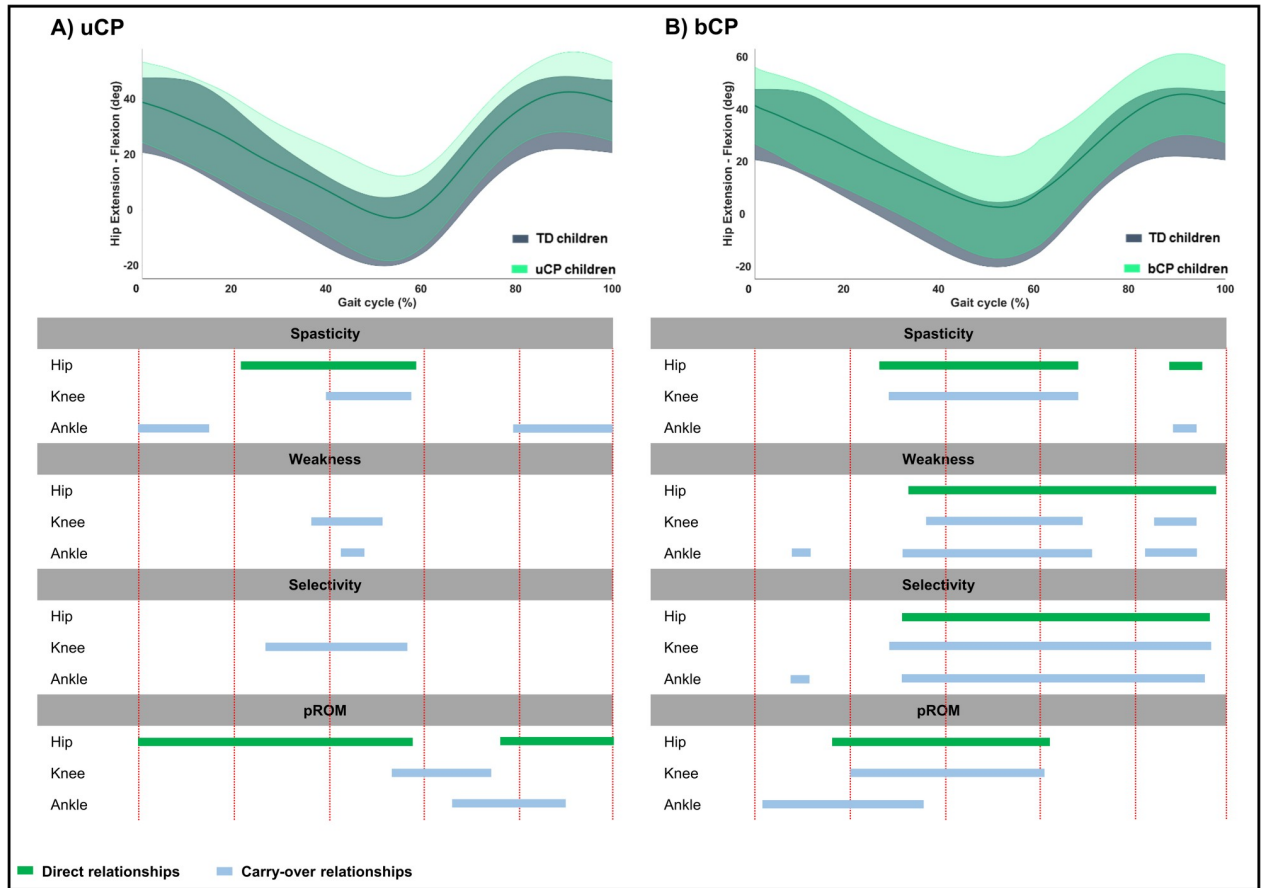 A) uCP
Hip Extension - Flexion (deg)
40
20
0
-20
TD children
uCP children
0 20 40 60 80 100
Gait cycle (%)
Spasticity
Hip
Knee
Ankle
Weakness
Hip
Knee
Ankle
Selectivity
Hip
Knee
Ankle
pROM
Hip
Knee
Ankle
B) bCP
Hip Extension - Flexion (deg)
60
40
20
0
-20
TD children
bCP children
0 20 40 60 80 100
Gait cycle (%)
Spasticity
Hip
Knee
Ankle
Weakness
Hip
Knee
Ankle
Selectivity
Hip
Knee
Ankle
pROM
Hip
Knee
Ankle
Direct relationships
Carry-over relationships